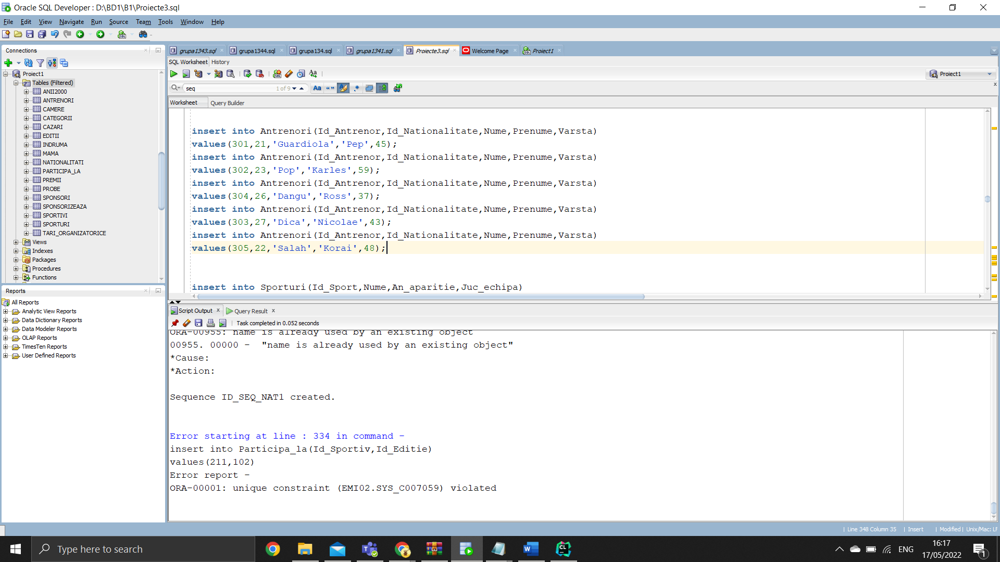 Oracle SQL Developer : D:\BD1\B1\Proiecte3.sql
File Edit View Navigate Run Source Team Tools Window Help
Connections
Project1
Tables (Filtered)
ANII2000
ANTRENORI
CAMERE
CATEGORII
CAZARI
EDITII
INDRUMA
MAMA
NATIONALITATI
PARTICIPA_LA
PREMII
PROBE
SPONSORI
SPONSORIZEAZA
SPORTIVI
SPORTURI
TARI_ORGANIZATORICE
Views
Indexes
Packages
Procedures
Functions
Reports
All Reports
Analytic View Reports
Data Dictionary Reports
Data Modeler Reports
OLAP Reports
TimesTen Reports
User Defined Reports
grupa1343.sql grupa1344.sql grupa134.sql grupa1341.sql Proiecte3.sql Welcome Page Project1
SQL Worksheet History
Project1
seq 1 of 9
Worksheet Query Builder
insert into Antrenori(Id_Antrenor,Id_Nationalitate,Nume,Prenume,Varsta)
values(301,21,'Guardiola','Pep',45);
insert into Antrenori(Id_Antrenor,Id_Nationalitate,Nume,Prenume,Varsta)
values(302,23,'Pop','Karles',59);
insert into Antrenori(Id_Antrenor,Id_Nationalitate,Nume,Prenume,Varsta)
values(304,26,'Dangu','Ross',37);
insert into Antrenori(Id_Antrenor,Id_Nationalitate,Nume,Prenume,Varsta)
values(303,27,'Dica','Nicolae',43);
insert into Antrenori(Id_Antrenor,Id_Nationalitate,Nume,Prenume,Varsta)
values(305,22,'Salah','Korai',48);
insert into Sporturi(Id_Sport,Nume,An_aparitie,Juc_echipa)
Script Output Query Result
Task completed in 0.052 seconds
ORA-00955: name is already used by an existing object
00955. 00000 -  "name is already used by an existing object"
*Cause:
*Action:
Sequence ID_SEQ_NAT1 created.
Error starting at line : 334 in command -
insert into Participa_la(Id_Sportiv,Id_Editie)
values(211,102)
Error report -
ORA-00001: unique constraint (EMI02.SYS_C007059) violated
Line 348 Column 35 Insert Modified Unix/Mac: LF
Type here to search
ENG
16:17
17/05/2022
1